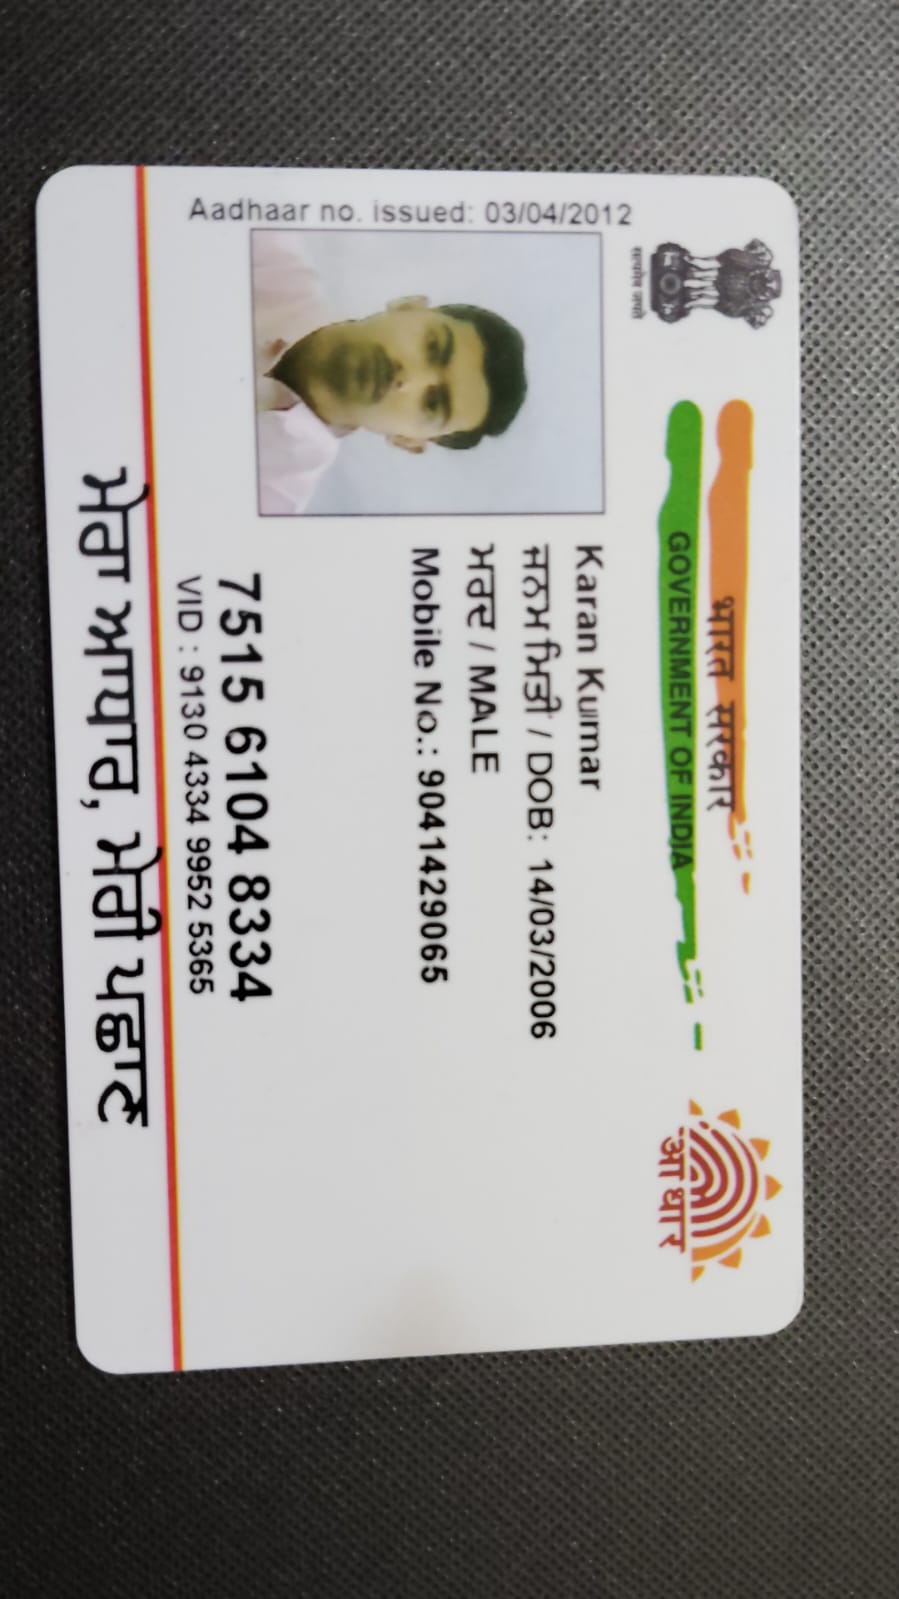 भारत सरकार
GOVERNMENT OF INDIA
आधार
सत्यमेव जयते
Aadhaar no. issued: 03/04/2012
Karan Kumar
ਜਨਮ ਮਿਤੀ / DOB: 14/03/2006
ਮਰਦ / MALE
Mobile No.: 9041429065
7515 6104 8334
VID : 9130 4334 9952 5365
ਮੇਰਾ ਆਧਾਰ, ਮੇਰੀ ਪਛਾਣ